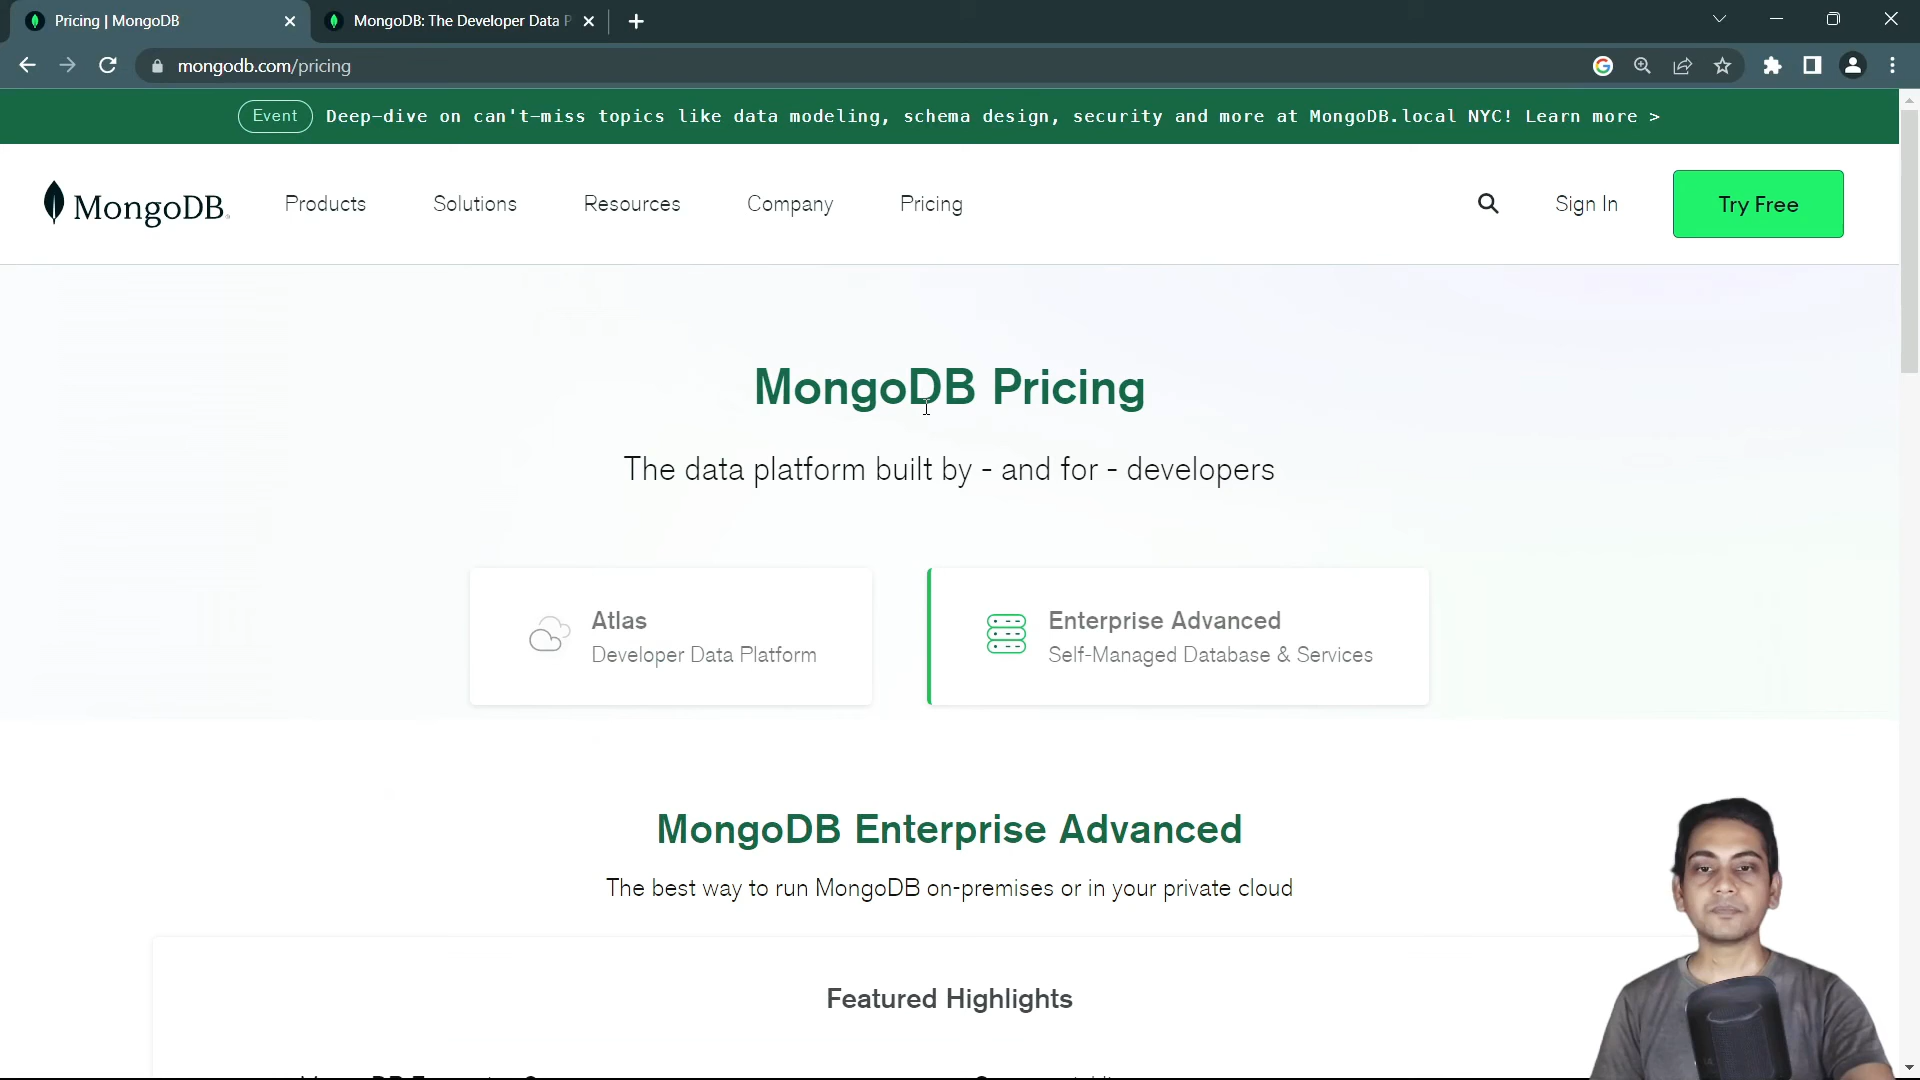 Pricing | MongoDB
MongoDB: The Developer Data P
mongodb.com/pricing
Event Deep-dive on can't-miss topics like data modeling, schema design, security and more at MongoDB.local NYC! Learn more >
MongoDB. Products Solutions Resources Company Pricing Sign In Try Free
MongoDB Pricing
The data platform built by - and for - developers
Atlas
Developer Data Platform
Enterprise Advanced
Self-Managed Database & Services
MongoDB Enterprise Advanced
The best way to run MongoDB on-premises or in your private cloud
Featured Highlights